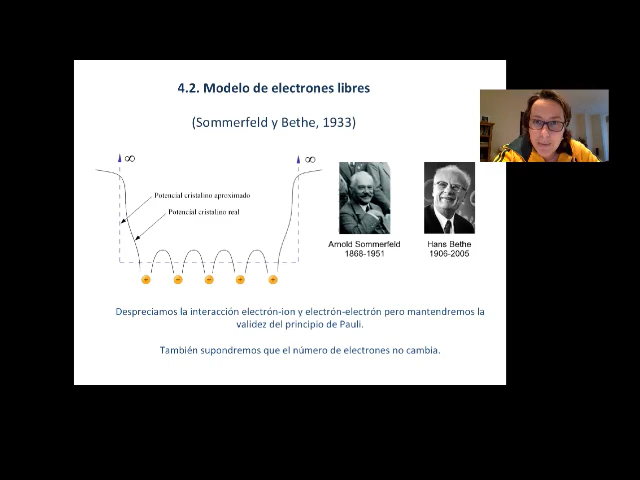 4.2. Modelo de electrones libres
(Sommerfeld y Bethe, 1933)
∞
∞
Potencial cristalino aproximado
Potencial cristalino real
+
+
+
+
+
Arnold Sommerfeld
1868-1951
Hans Bethe
1906-2005
Despreciamos la interacción electrón-ion y electrón-electrón pero mantendremos la
validez del principio de Pauli.
También supondremos que el número de electrones no cambia.